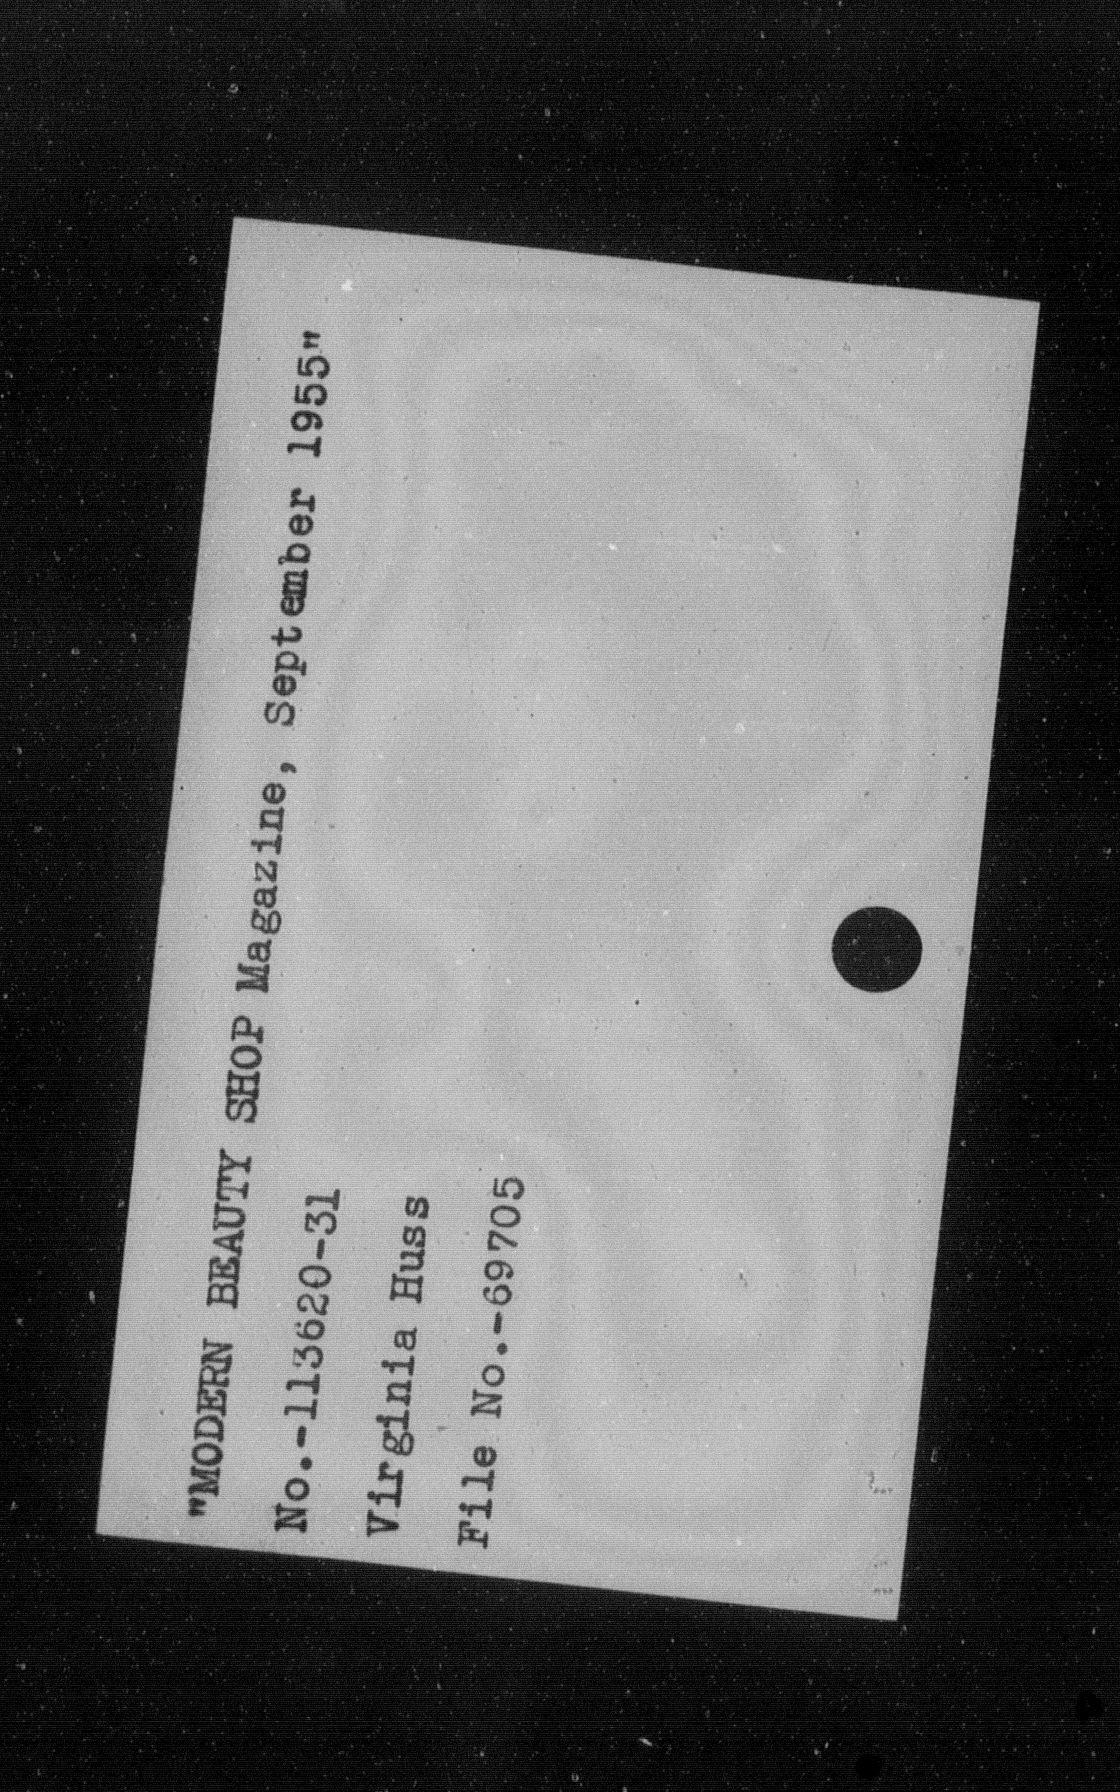 "MODERN BEAUTY SHOP Magazine, September 1955"
No.-113620-31
Virginia Huss
File No.-69705